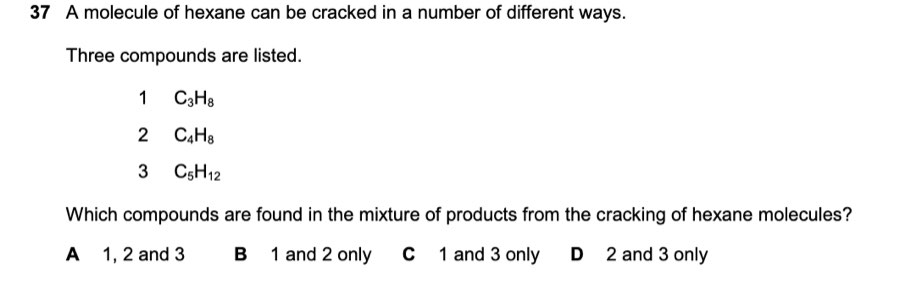 37 A molecule of hexane can be cracked in a number of different ways.
Three compounds are listed.
1 C₃H₈
2 C₄H₈
3 C₅H₁₂
Which compounds are found in the mixture of products from the cracking of hexane molecules?
A 1, 2 and 3 B 1 and 2 only C 1 and 3 only D 2 and 3 only